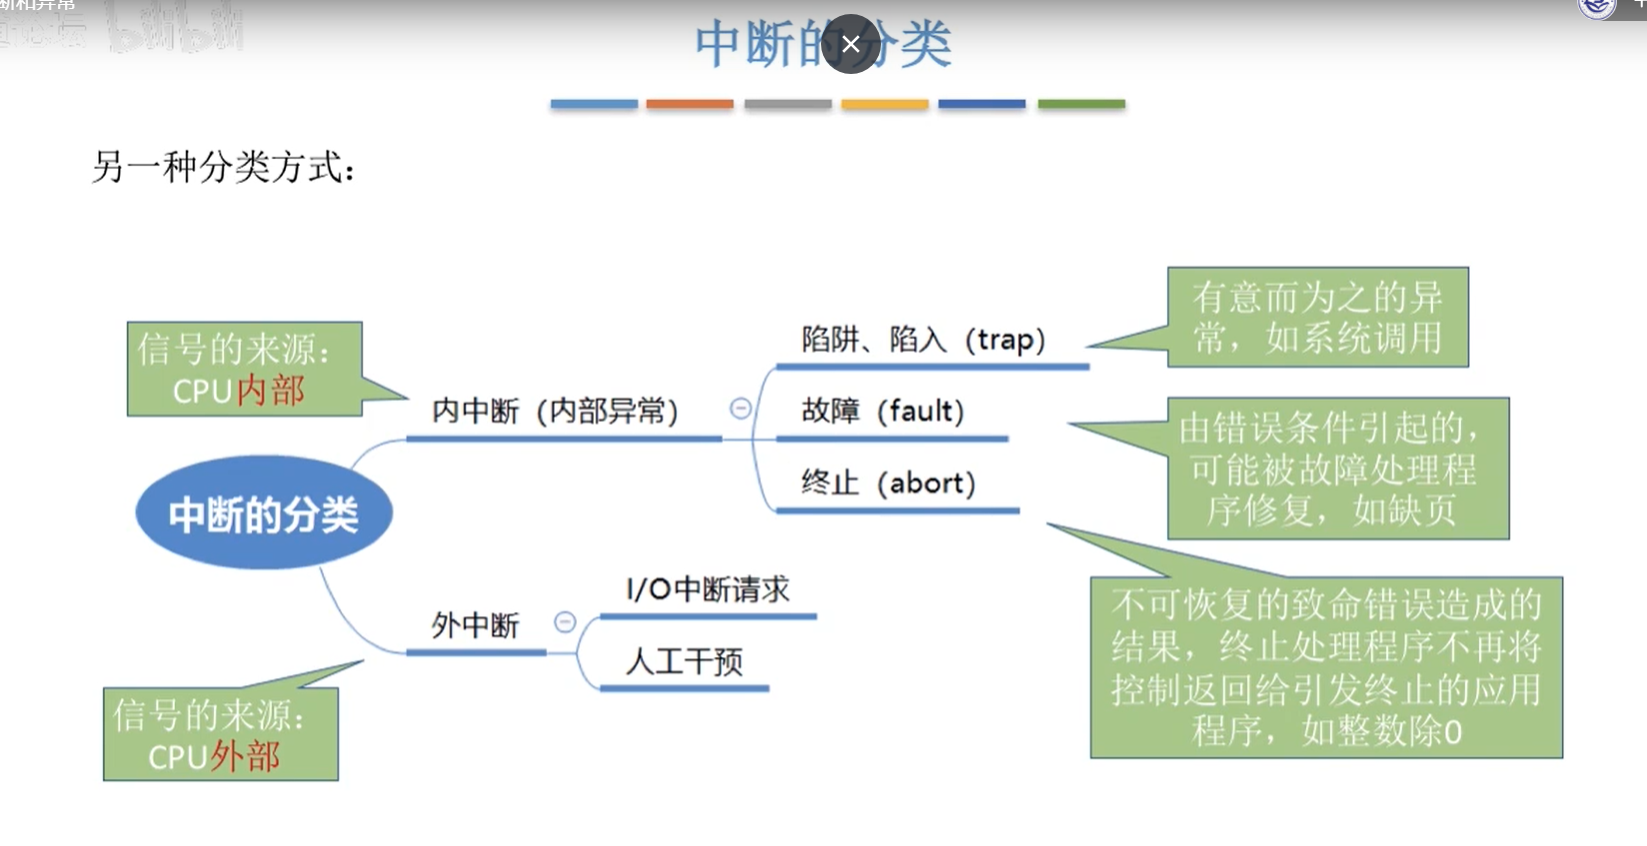 断和异常
bilibili
中断的分类
另一种分类方式：
信号的来源：
CPU内部
内中断（内部异常）
陷阱、陷入（trap）
有意而为之的异
常，如系统调用
故障（fault）
由错误条件引起的，
可能被故障处理程
序修复，如缺页
终止（abort）
不可恢复的致命错误造成的
结果，终止处理程序不再将
控制返回给引发终止的应用
程序，如整数除0
中断的分类
外中断
I/O中断请求
人工干预
信号的来源：
CPU外部